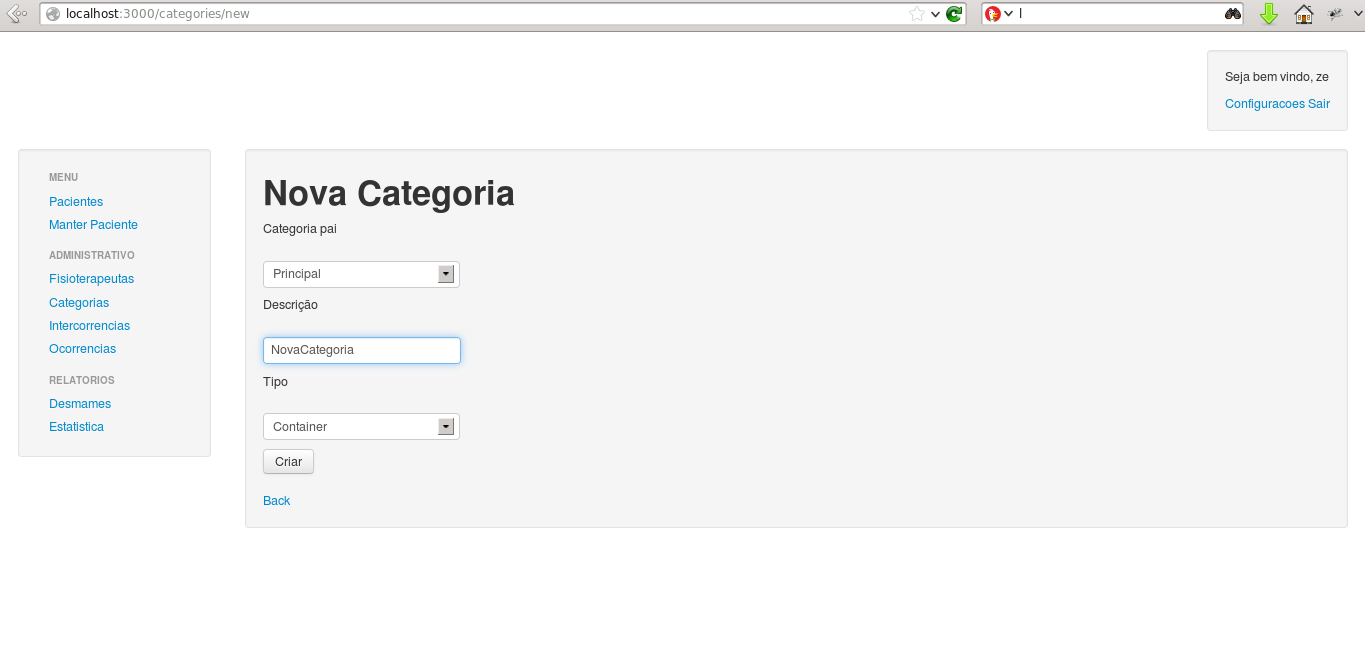 localhost:3000/categories/new
l
Seja bem vindo, ze
Configuracoes Sair
MENU
Pacientes
Manter Paciente
ADMINISTRATIVO
Fisioterapeutas
Categorias
Intercorrencias
Ocorrencias
RELATORIOS
Desmames
Estatistica
Nova Categoria
Categoria pai
Principal
Descrição
NovaCategoria
Tipo
Container
Criar
Back